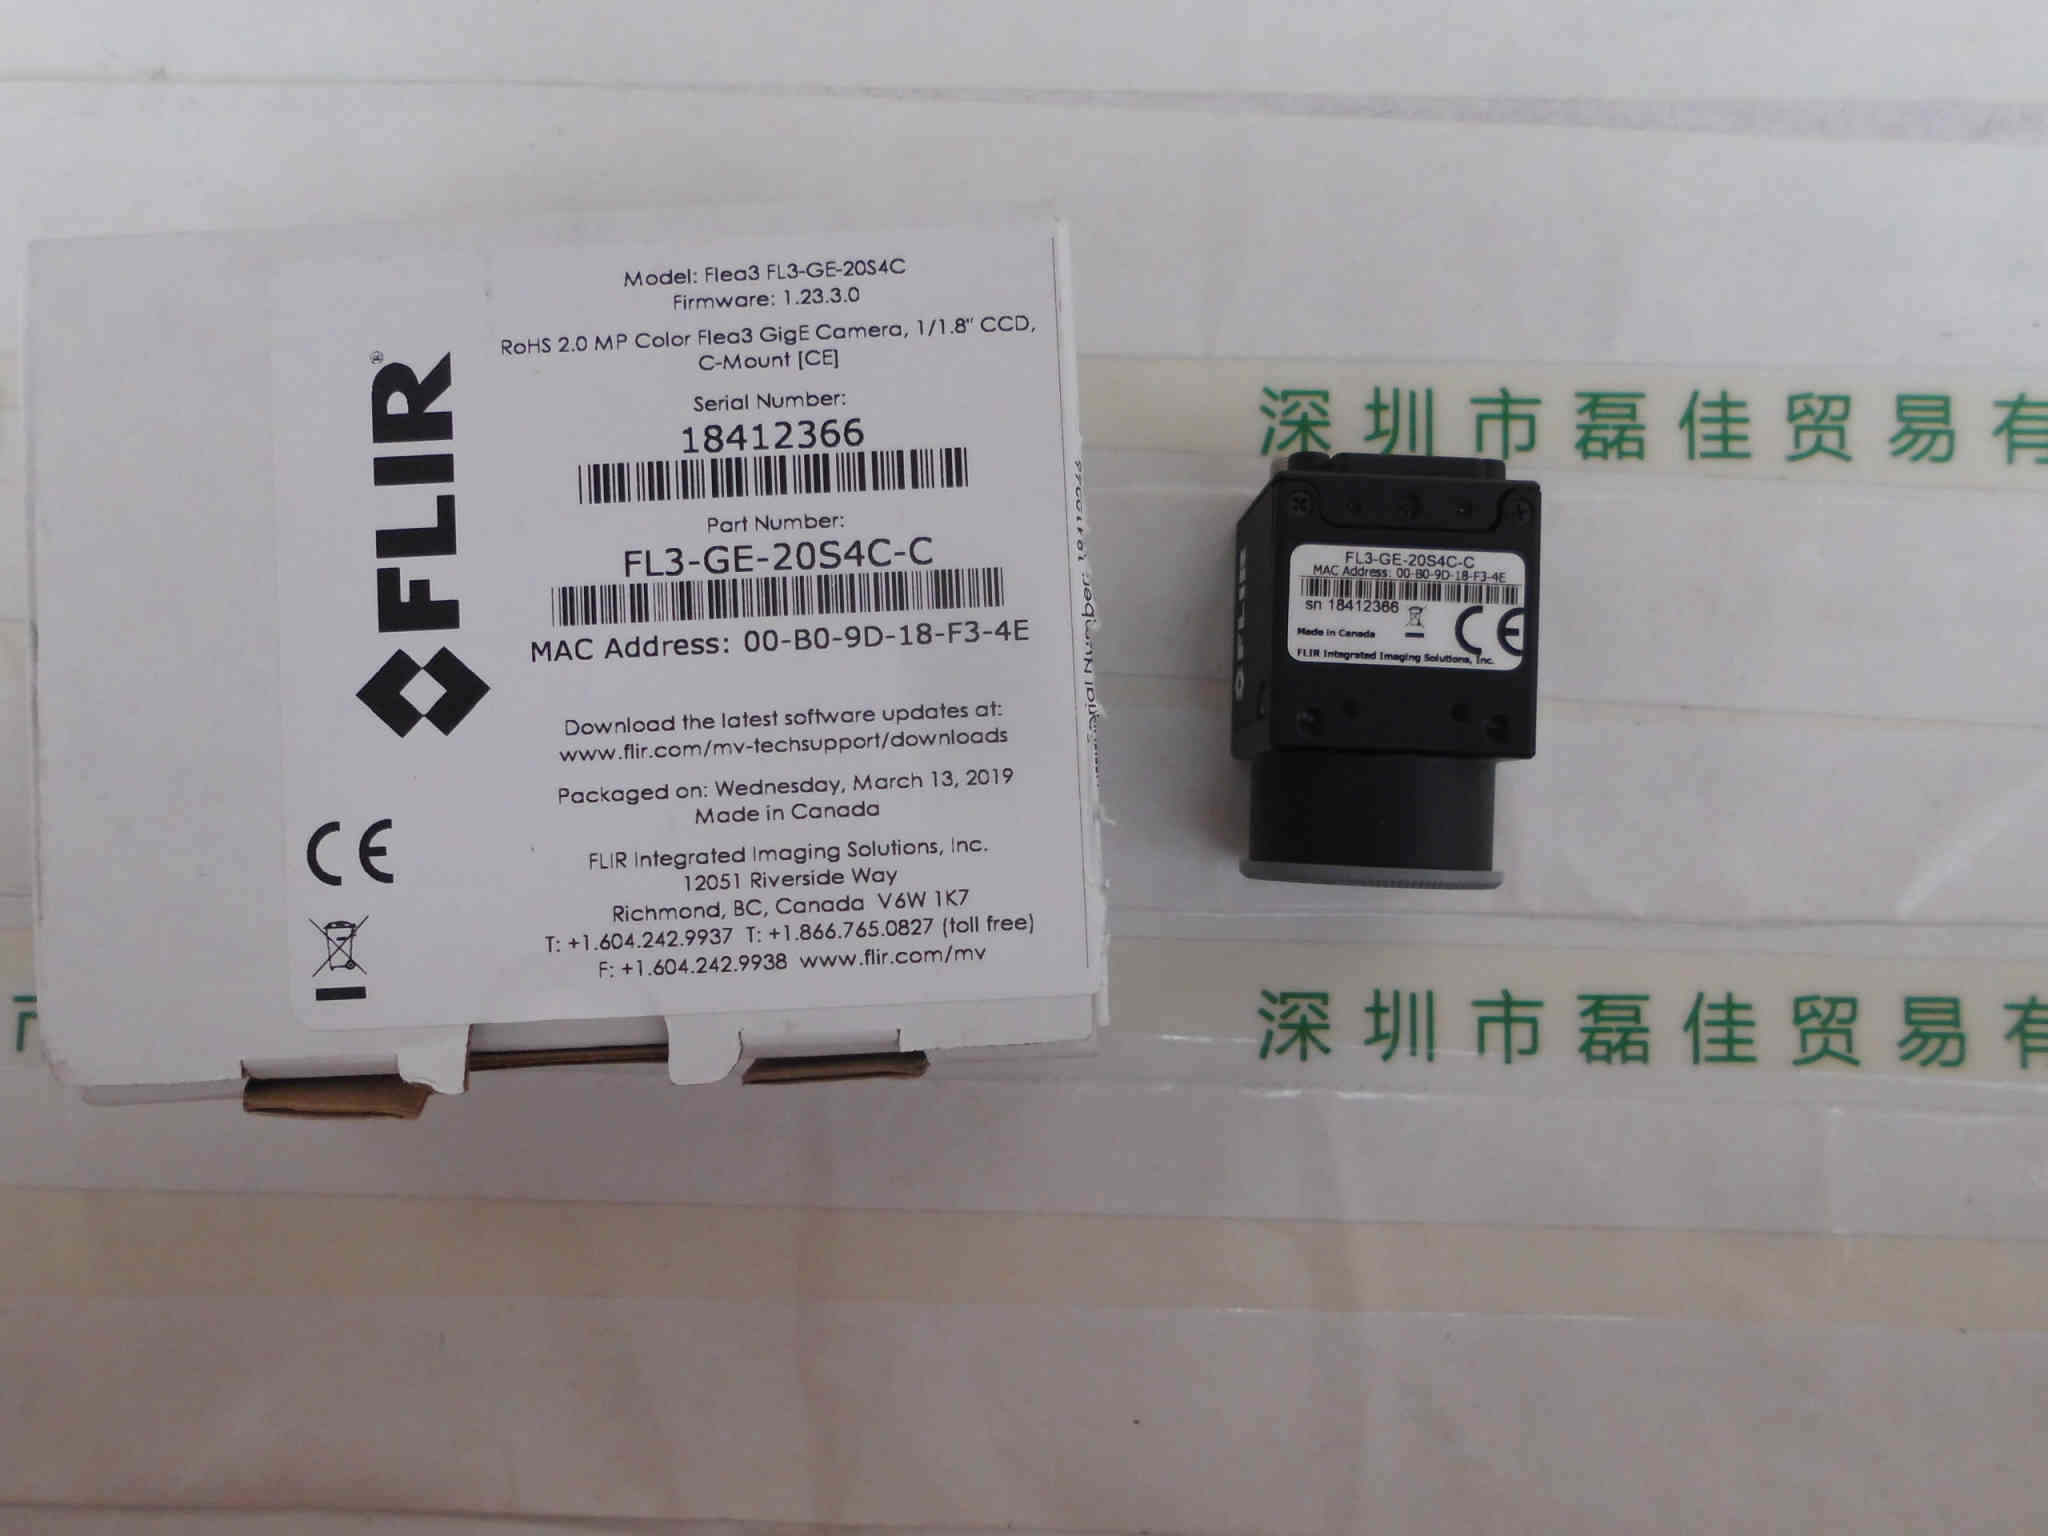 FLIR®
Model: Flea3 FL3-GE-20S4C
Firmware: 1.23.3.0
RoHS 2.0 MP Color Flea3 GigE Camera, 1/1.8" CCD,
C-Mount [CE]
Serial Number:
18412366
Part Number:
FL3-GE-20S4C-C
MAC Address: 00-B0-9D-18-F3-4E
Download the latest software updates at:
www.flir.com/mv-techsupport/downloads
Packaged on: Wednesday, March 13, 2019
Made in Canada
FLIR Integrated Imaging Solutions, Inc.
12051 Riverside Way
Richmond, BC, Canada V6W 1K7
T: +1.604.242.9937 T: +1.866.765.0827 (toll free)
F: +1.604.242.9938 www.flir.com/mv
CE
FL3-GE-20S4C-C
MAC Address: 00-B0-9D-18-F3-4E
sn 18412366
Made in Canada
CE
FLIR Integrated Imaging Solutions, Inc.
FLIR
深圳市磊佳贸易有
深圳市磊佳贸易有